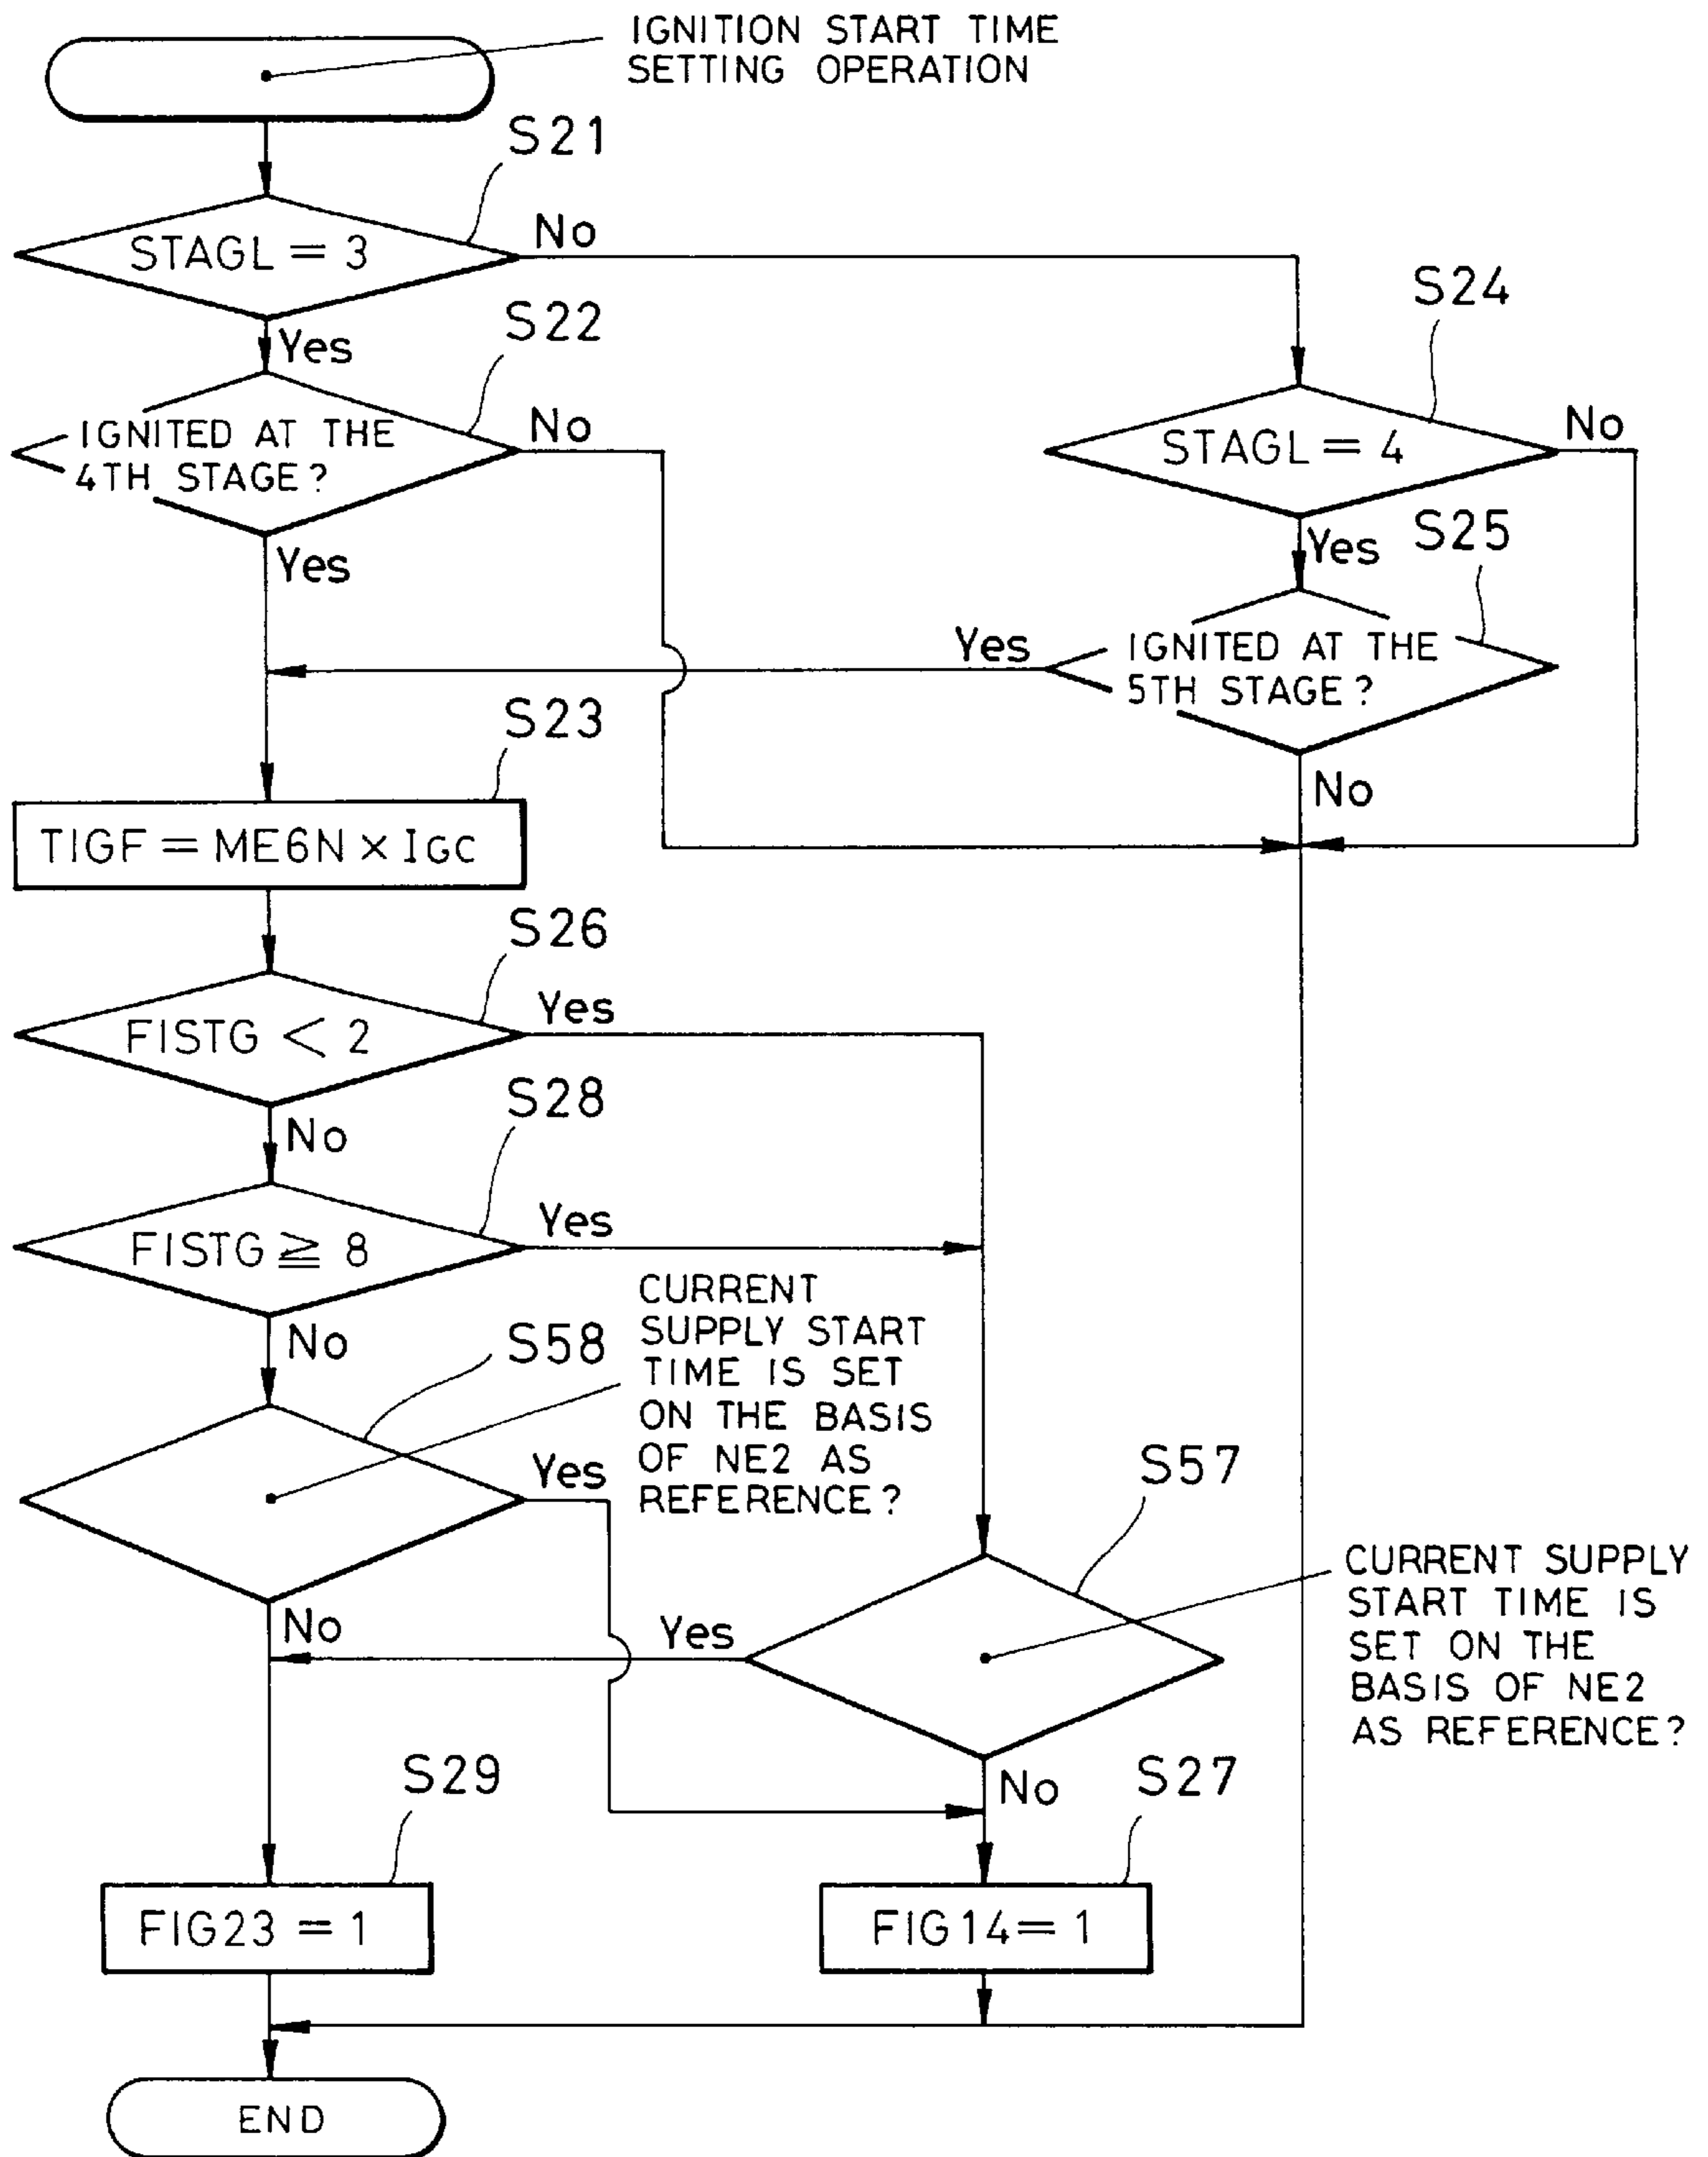 IGNITION START TIME
SETTING OPERATION
S21
STAGL = 3
No
Yes
S22
IGNITED AT THE
4TH STAGE?
No
Yes
S24
STAGL = 4
No
Yes
S25
IGNITED AT THE
5TH STAGE?
Yes
No
S23
TIGF = ME6N × IGC
S26
FISTG < 2
Yes
No
S28
FISTG ≧ 8
Yes
No
S58
CURRENT
SUPPLY START
TIME IS SET
ON THE BASIS
OF NE2 AS
REFERENCE?
Yes
No
S57
CURRENT SUPPLY
START TIME IS
SET ON THE
BASIS OF NE2
AS REFERENCE?
Yes
No
S29
FIG23 = 1
S27
FIG14 = 1
END